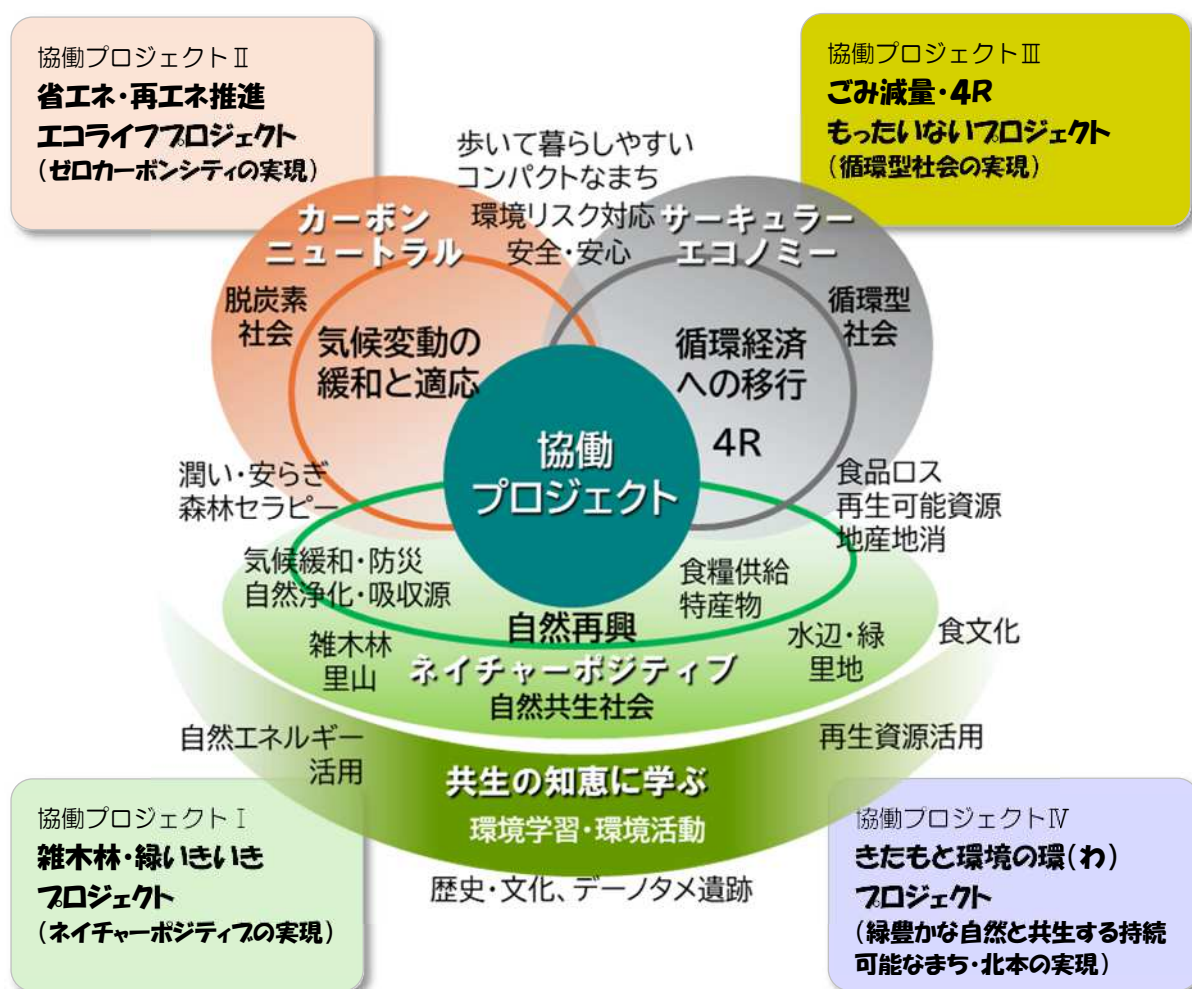 協働プロジェクトⅡ
省エネ・再エネ推進
エコライフプロジェクト
(ゼロカーボンシティの実現)
協働プロジェクトⅢ
ごみ減量・4R
もったいないプロジェクト
(循環型社会の実現)
歩いて暮らしやすい
コンパクトなまち
環境リスク対応
安全・安心
カーボン
ニュートラル
サーキュラー
エコノミー
脱炭素
社会
気候変動の
緩和と適応
循環経済
への移行
4R
循環型
社会
協働
プロジェクト
潤い・安らぎ
森林セラピー
食品ロス
再生可能資源
地産地消
気候緩和・防災
自然浄化・吸収源
食糧供給
特産物
自然再興
ネイチャーポジティブ
自然共生社会
雑木林
里山
水辺・緑
里地
食文化
自然エネルギー
活用
再生資源活用
共生の知恵に学ぶ
環境学習・環境活動
歴史・文化、デーノタメ遺跡
協働プロジェクトⅠ
雑木林・緑いきいき
プロジェクト
(ネイチャーポジティブの実現)
協働プロジェクトⅣ
きたもと環境の環(わ)
プロジェクト
(緑豊かな自然と共生する持続
可能なまち・北本の実現)